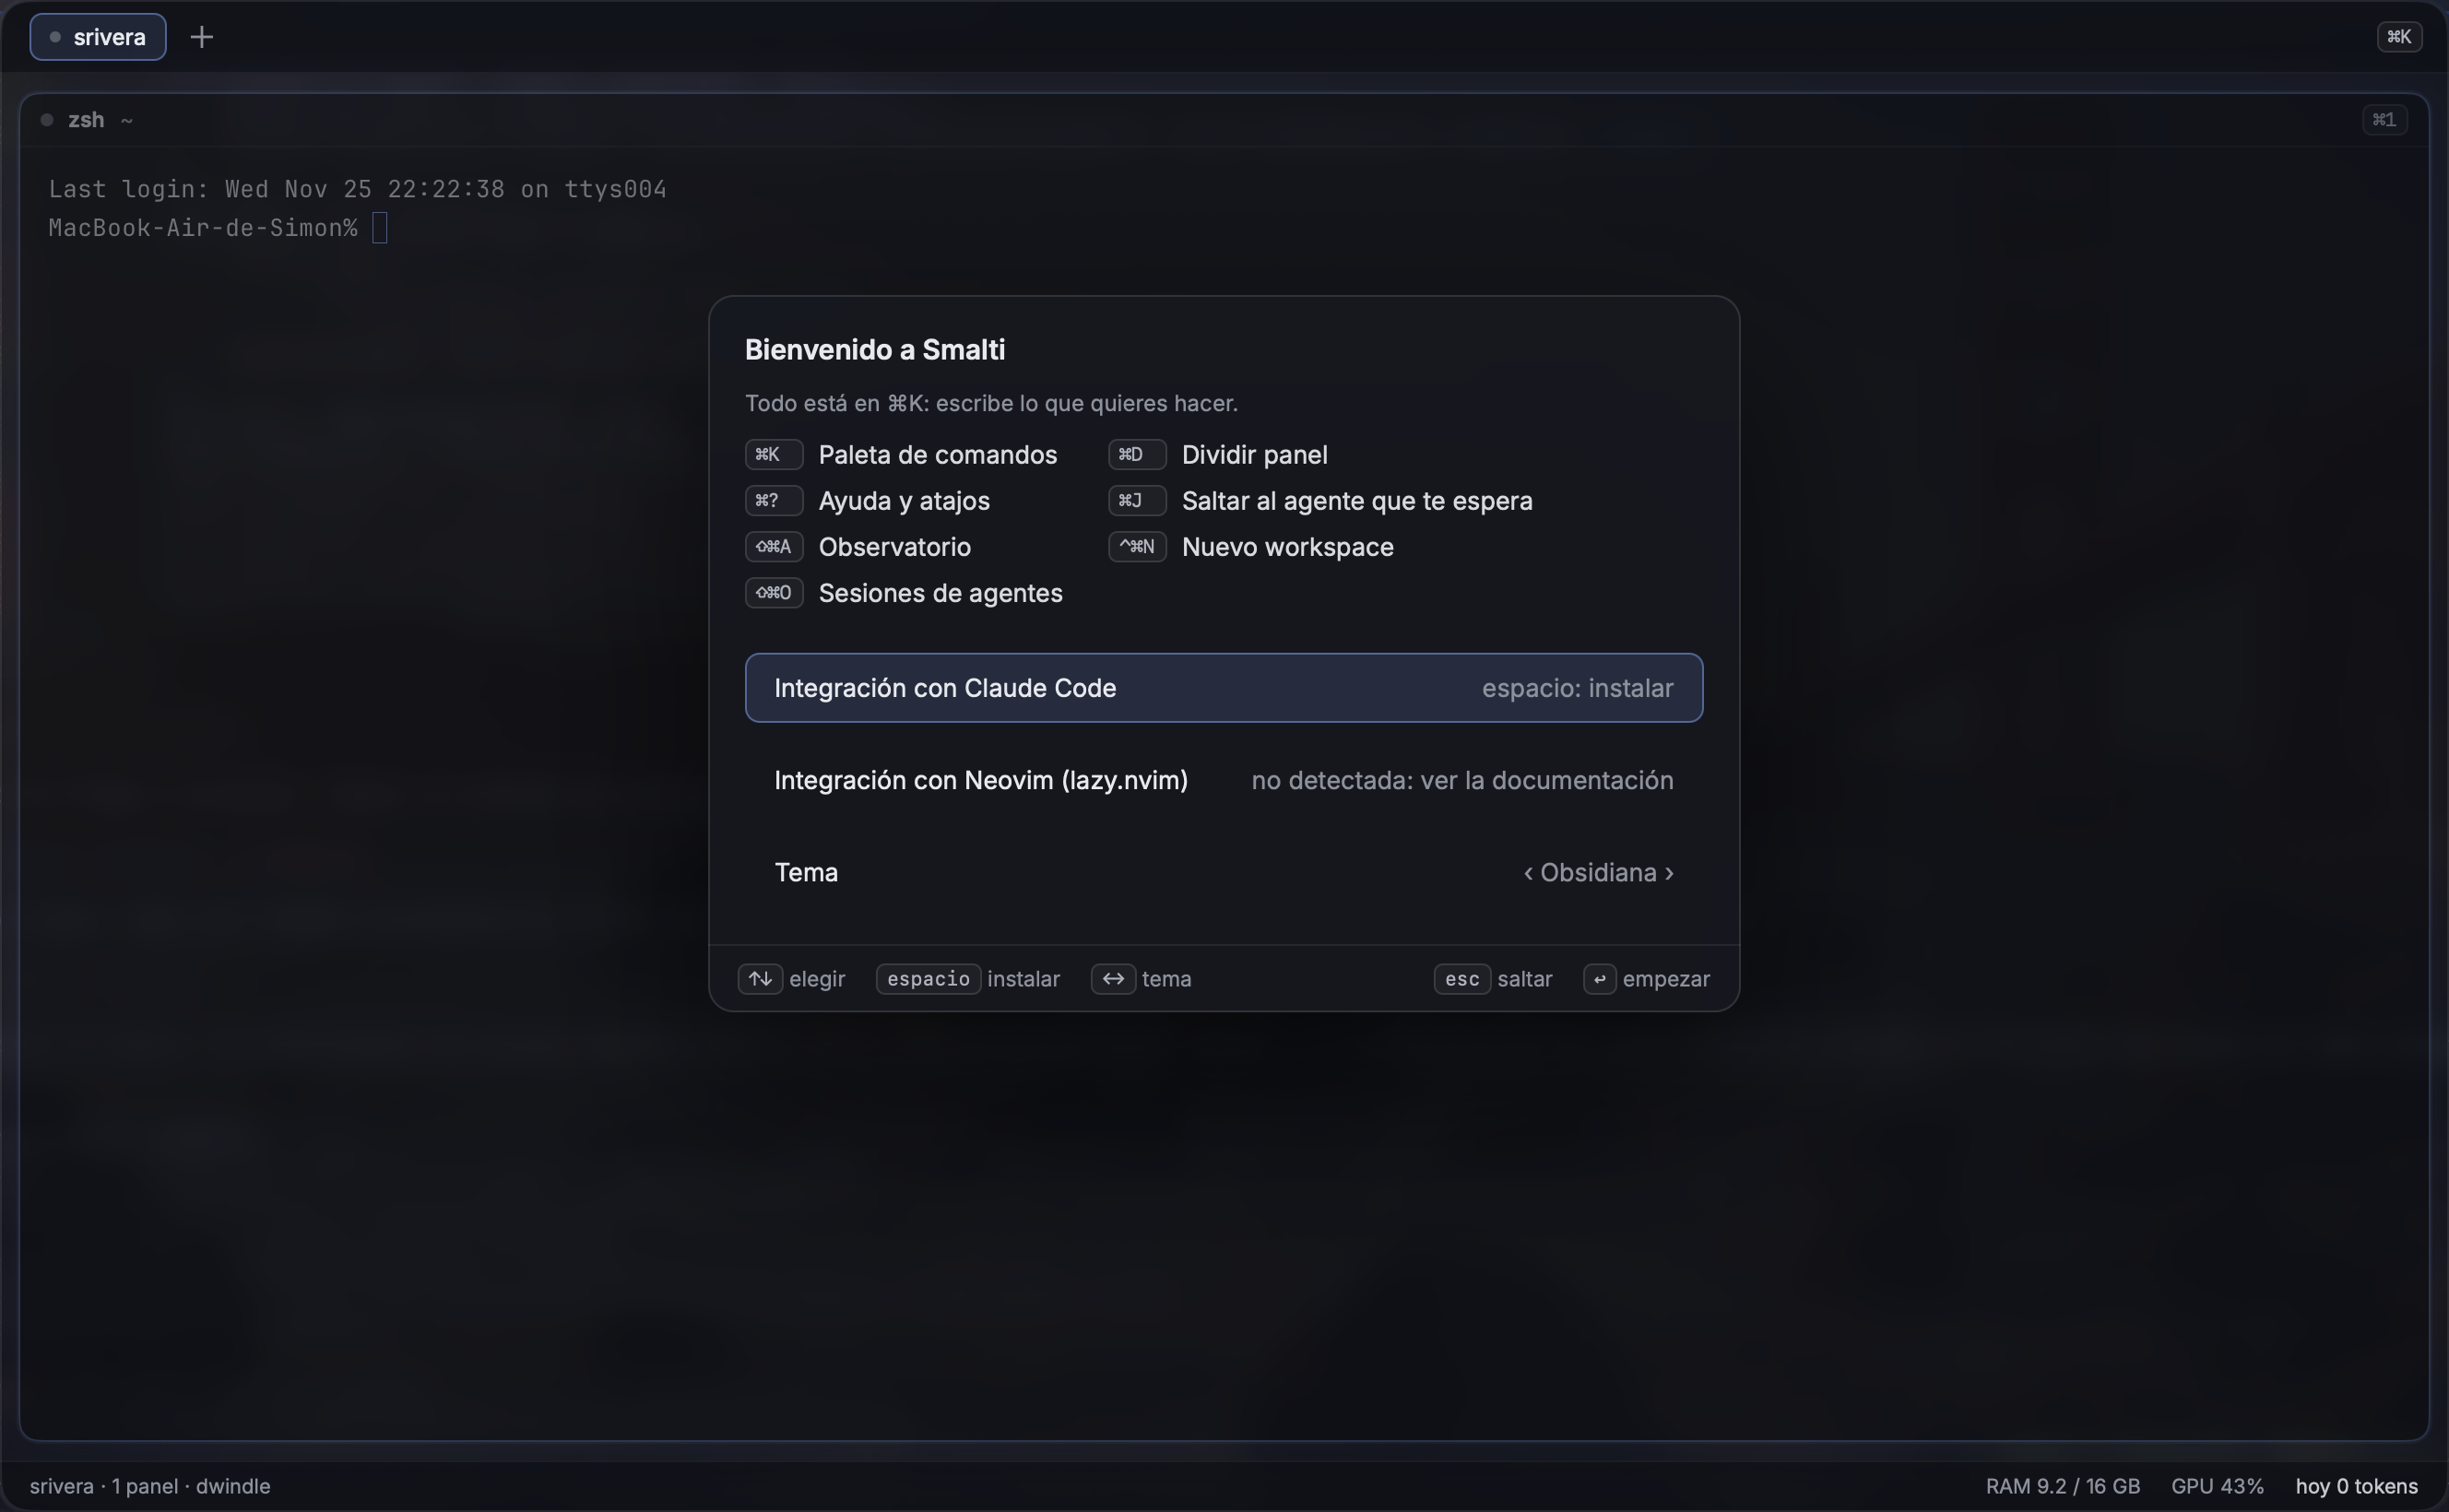 srivera +
⌘K
zsh ~
⌘1
Last login: Wed Nov 25 22:22:38 on ttys004
MacBook-Air-de-Simon%
Bienvenido a Smalti
Todo está en ⌘K: escribe lo que quieres hacer.
⌘K Paleta de comandos ⌘D Dividir panel
⌘? Ayuda y atajos ⌘J Saltar al agente que te espera
⇧⌘A Observatorio ^⌘N Nuevo workspace
⇧⌘O Sesiones de agentes
Integración con Claude Code espacio: instalar
Integración con Neovim (lazy.nvim) no detectada: ver la documentación
Tema ‹ Obsidiana ›
↑↓ elegir espacio instalar ↔ tema esc saltar ↩ empezar
srivera · 1 panel · dwindle RAM 9.2 / 16 GB GPU 43% hoy 0 tokens